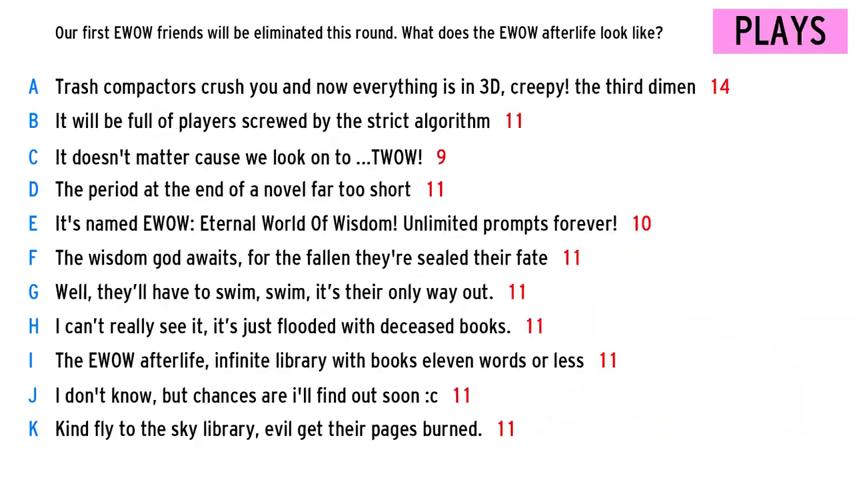 Our first EWOW friends will be eliminated this round. What does the EWOW afterlife look like?
PLAYS
A Trash compactors crush you and now everything is in 3D, creepy! the third dimen 14
B It will be full of players screwed by the strict algorithm 11
C It doesn't matter cause we look on to ...TWOW! 9
D The period at the end of a novel far too short 11
E It's named EWOW: Eternal World Of Wisdom! Unlimited prompts forever! 10
F The wisdom god awaits, for the fallen they're sealed their fate 11
G Well, they’ll have to swim, swim, it’s their only way out. 11
H I can’t really see it, it’s just flooded with deceased books. 11
I The EWOW afterlife, infinite library with books eleven words or less 11
J I don't know, but chances are i'll find out soon :c 11
K Kind fly to the sky library, evil get their pages burned. 11